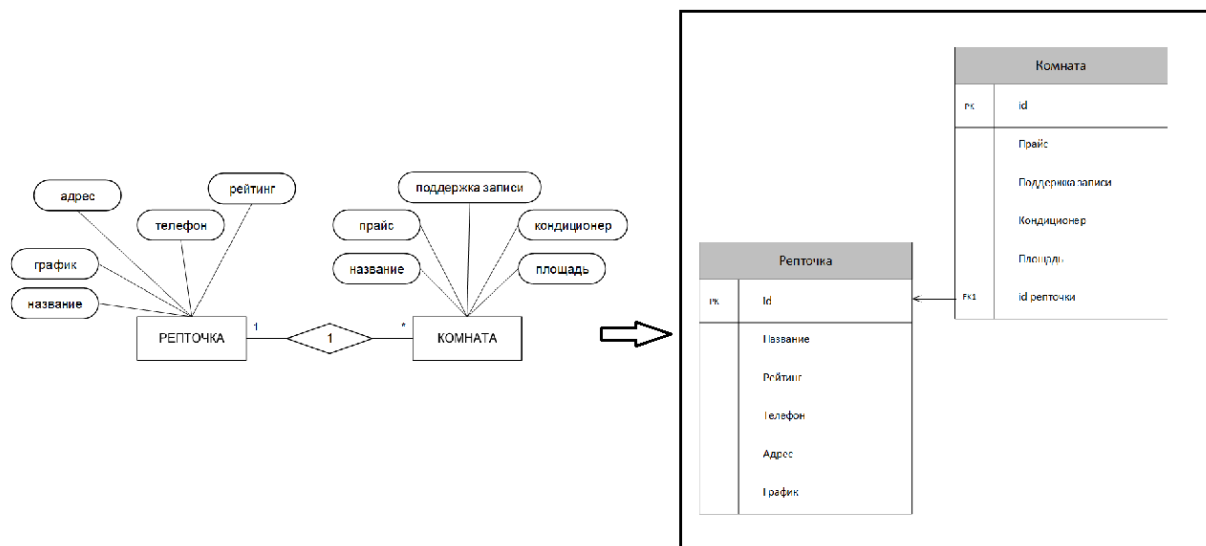 адрес
рейтинг
телефон
график
название
РЕПТОЧКА
1
1
*
поддержка записи
прайс
кондиционер
название
площадь
КОМНАТА
Комната
PK
id
Прайс
Поддержка записи
Кондиционер
Площадь
FK1
id репточки
Репточка
PK
Id
Название
Рейтинг
Телефон
Адрес
График